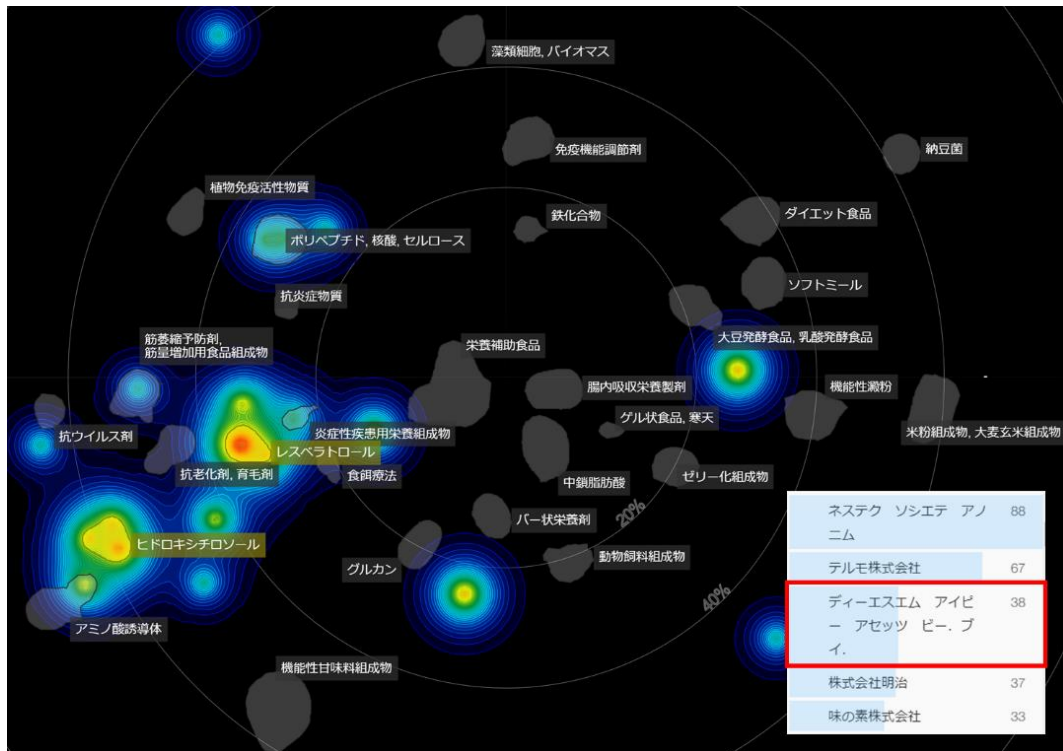 藻類細胞, バイオマス
免疫機能調節剤
納豆菌
植物免疫活性物質
ダイエット食品
鉄化合物
ポリペプチド, 核酸, セルロース
ソフトミール
抗炎症物質
筋萎縮予防剤,
筋量増加用食品組成物
大豆発酵食品, 乳酸発酵食品
栄養補助食品
腸内吸収栄養製剤
機能性澱粉
ゲル状食品, 寒天
抗ウイルス剤
炎症性疾患用栄養組成物
米粉組成物, 大麦玄米組成物
レスベラトロール
抗老化剤, 育毛剤
食餌療法
ゼリー化組成物
中鎖脂肪酸
20%
バー状栄養剤
ヒドロキシチロソール
グルカン
動物飼料組成物
40%
アミノ酸誘導体
機能性甘味料組成物
ネステク ソシエテ アノ 88
ニム
テルモ株式会社 67
ディーエスエム アイピ 38
ー アセッツ ビー. ブ
イ.
株式会社明治 37
味の素株式会社 33